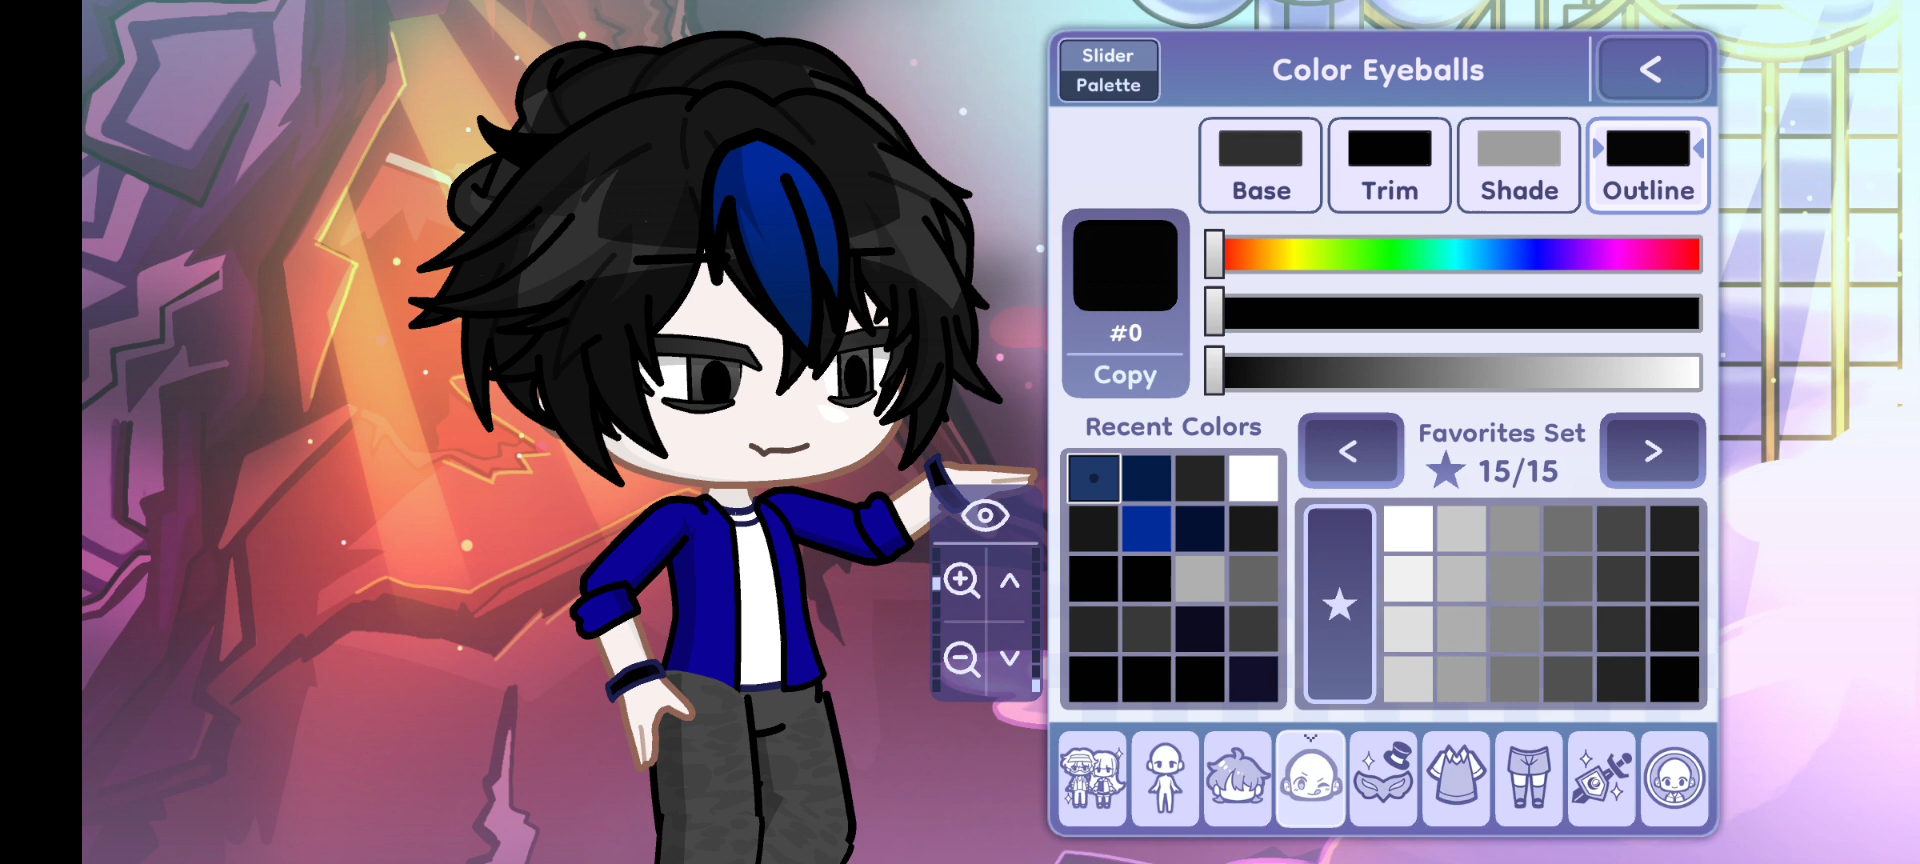 Slider
Palette
Color Eyeballs
<
Base
Trim
Shade
Outline
#0
Copy
Recent Colors
<
Favorites Set
15/15
>